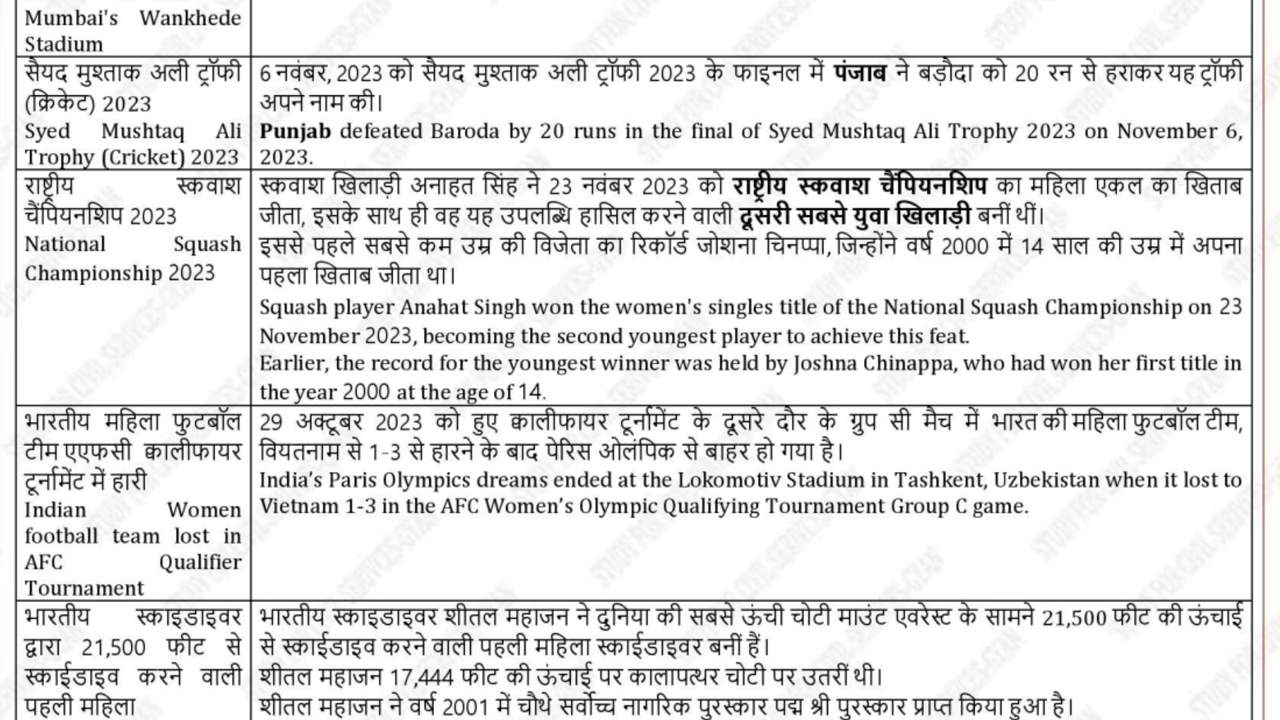 Mumbai's Wankhede
Stadium
सैयद मुश्ताक अली ट्रॉफी
(क्रिकेट) 2023
Syed Mushtaq Ali
Trophy (Cricket) 2023
6 नवंबर, 2023 को सैयद मुश्ताक अली ट्रॉफी 2023 के फाइनल में पंजाब ने बड़ौदा को 20 रन से हराकर यह ट्रॉफी
अपने नाम की।
Punjab defeated Baroda by 20 runs in the final of Syed Mushtaq Ali Trophy 2023 on November 6,
2023.
राष्ट्रीय स्कवाश
चैंपियनशिप 2023
National Squash
Championship 2023
स्कवाश खिलाड़ी अनाहत सिंह ने 23 नवंबर 2023 को राष्ट्रीय स्कवाश चैंपियनशिप का महिला एकल का खिताब
जीता, इसके साथ ही वह यह उपलब्धि हासिल करने वाली दूसरी सबसे युवा खिलाड़ी बनीं थीं।
इससे पहले सबसे कम उम्र की विजेता का रिकॉर्ड जोशना चिनप्पा, जिन्होंने वर्ष 2000 में 14 साल की उम्र में अपना
पहला खिताब जीता था।
Squash player Anahat Singh won the women's singles title of the National Squash Championship on 23
November 2023, becoming the second youngest player to achieve this feat.
Earlier, the record for the youngest winner was held by Joshna Chinappa, who had won her first title in
the year 2000 at the age of 14.
भारतीय महिला फुटबॉल
टीम एएफसी क्वालीफायर
टूर्नामेंट में हारी
Indian Women
football team lost in
AFC Qualifier
Tournament
29 अक्टूबर 2023 को हुए क्वालीफायर टूर्नामेंट के दूसरे दौर के ग्रुप सी मैच में भारत की महिला फुटबॉल टीम,
वियतनाम से 1-3 से हारने के बाद पेरिस ओलंपिक से बाहर हो गया है।
India’s Paris Olympics dreams ended at the Lokomotiv Stadium in Tashkent, Uzbekistan when it lost to
Vietnam 1-3 in the AFC Women’s Olympic Qualifying Tournament Group C game.
भारतीय स्काइडाइवर
द्वारा 21,500 फीट से
स्काईडाइव करने वाली
पहली महिला
भारतीय स्काइडाइवर शीतल महाजन ने दुनिया की सबसे ऊंची चोटी माउंट एवरेस्ट के सामने 21,500 फीट की ऊंचाई
से स्काईडाइव करने वाली पहली महिला स्काईडाइवर बनीं हैं।
शीतल महाजन 17,444 फीट की ऊंचाई पर कालापत्थर चोटी पर उतरीं थी।
शीतल महाजन ने वर्ष 2001 में चौथे सर्वोच्च नागरिक पुरस्कार पद्म श्री पुरस्कार प्राप्त किया हुआ है।